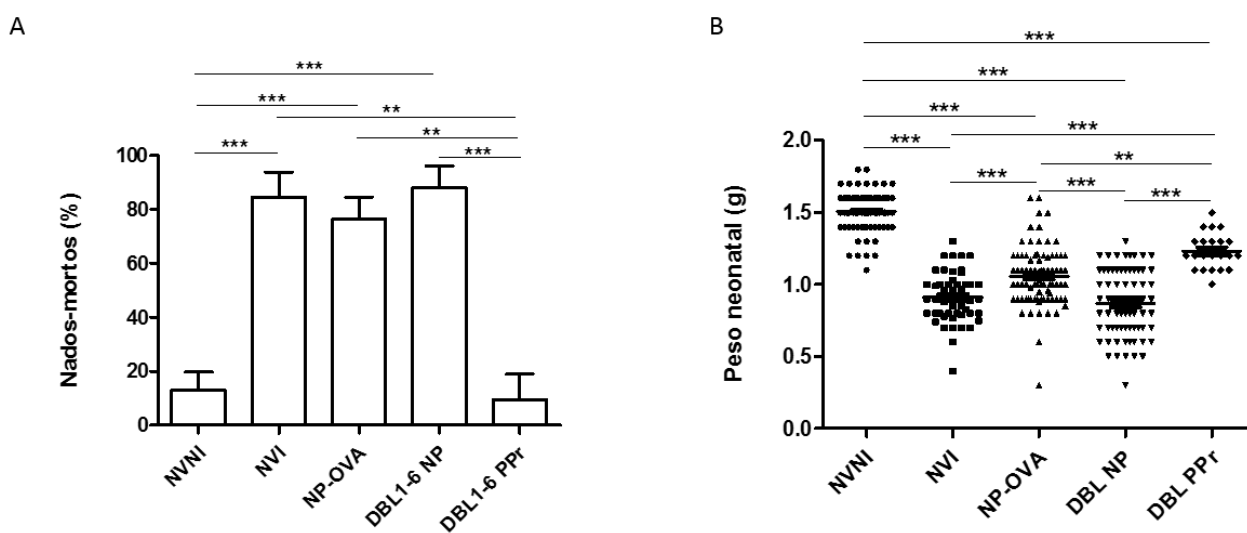 A
***
***
**
**
***
***
100
80
60
40
20
0
Nados-mortos (%)
NVNI
NVI
NP-OVA
DBL1-6 NP
DBL1-6 PPr
B
***
***
***
***
***
**
***
***
***
2.0
1.5
1.0
0.5
0.0
Peso neonatal (g)
NVNI
NVI
NP-OVA
DBL NP
DBL PPr